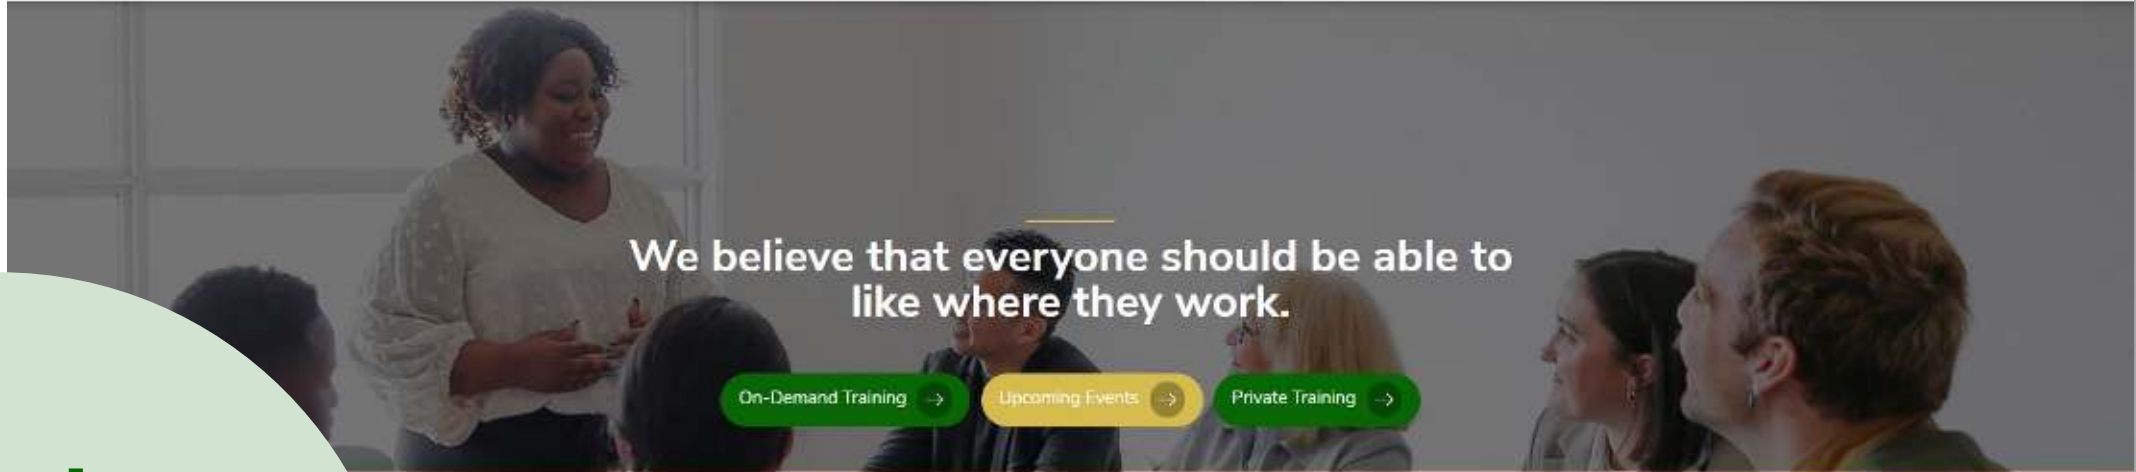 We believe that everyone should be able to
like where they work.
On-Demand Training
Upcoming Events
Private Training